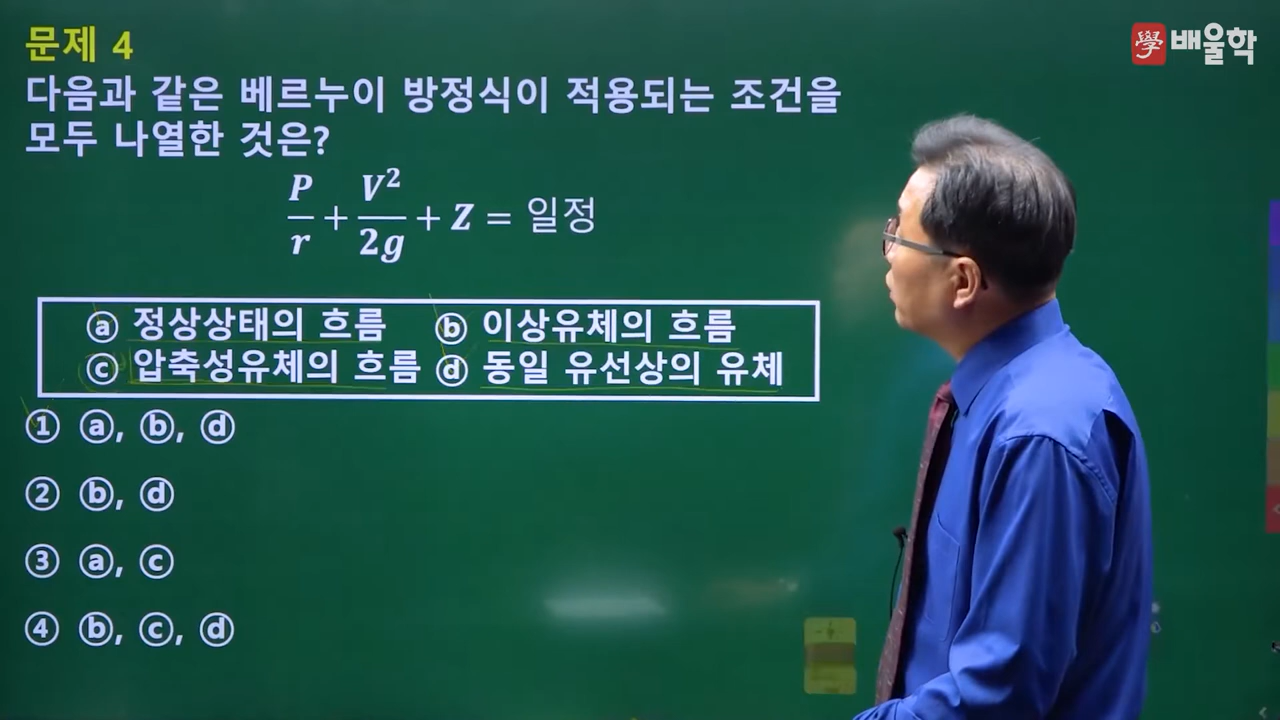 문제 4
學 배울학
다음과 같은 베르누이 방정식이 적용되는 조건을
모두 나열한 것은?
P/r + V²/2g + Z = 일정
ⓐ 정상상태의 흐름 ⓑ 이상유체의 흐름
ⓒ 압축성유체의 흐름 ⓓ 동일 유선상의 유체
① ⓐ, ⓑ, ⓓ
② ⓑ, ⓓ
③ ⓐ, ⓒ
④ ⓑ, ⓒ, ⓓ